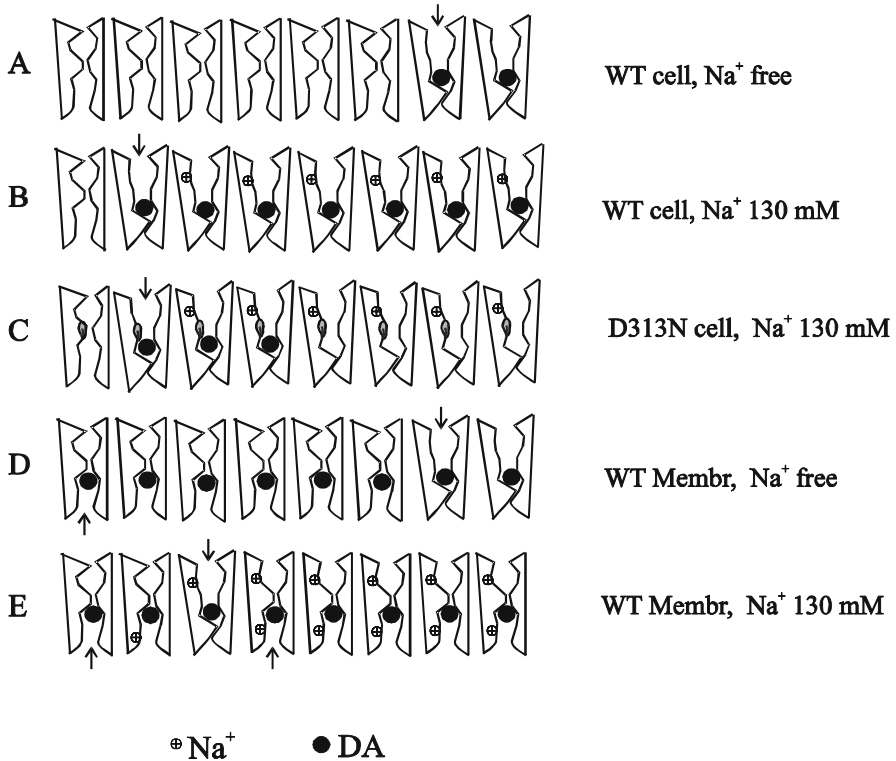 A WT cell, Na+ free
B WT cell, Na+ 130 mM
C D313N cell, Na+ 130 mM
D WT Membr, Na+ free
E WT Membr, Na+ 130 mM
Na+ DA